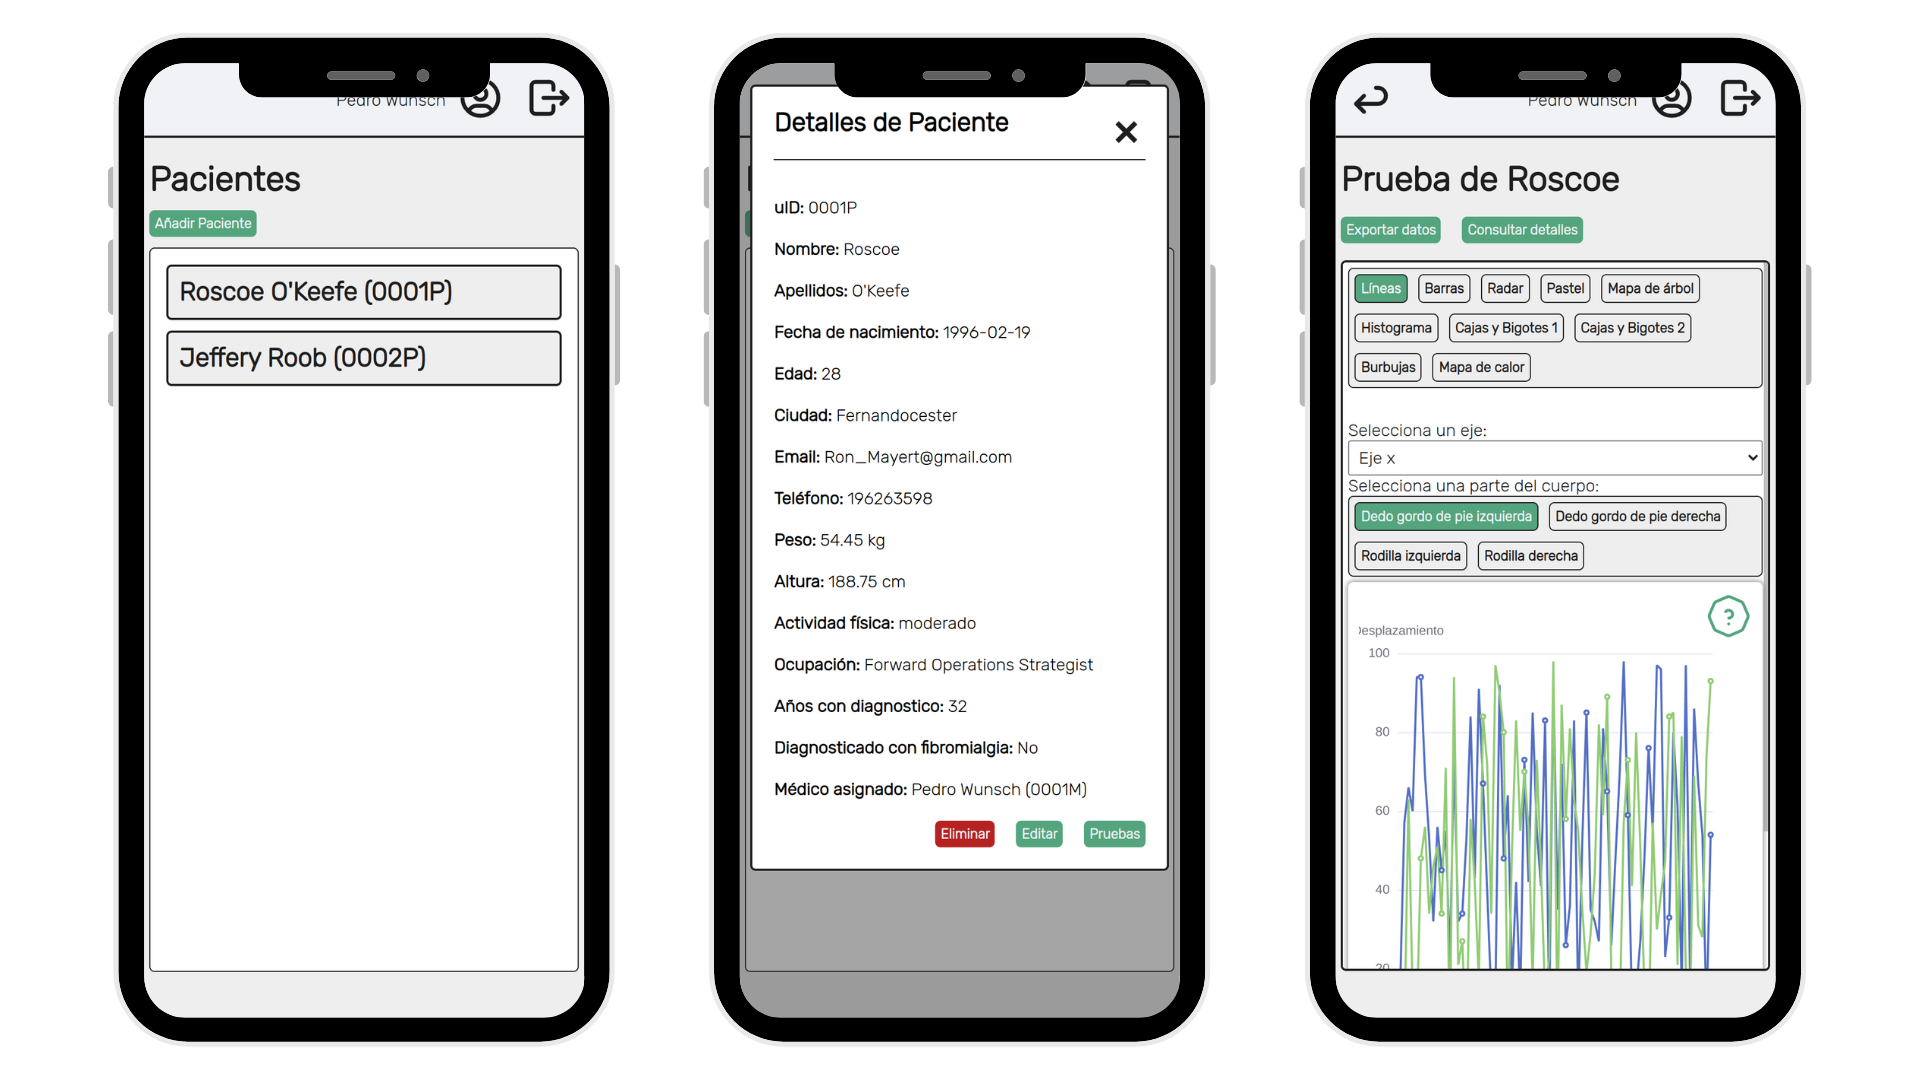 Pedro Wunsch
Pacientes
Añadir Paciente
Roscoe O'Keefe (0001P)
Jeffery Roob (0002P)
Detalles de Paciente
uID: 0001P
Nombre: Roscoe
Apellidos: O'Keefe
Fecha de nacimiento: 1996-02-19
Edad: 28
Ciudad: Fernandocester
Email: Ron_Mayert@gmail.com
Teléfono: 196263598
Peso: 54.45 kg
Altura: 188.75 cm
Actividad física: moderado
Ocupación: Forward Operations Strategist
Años con diagnostico: 32
Diagnosticado con fibromialgia: No
Médico asignado: Pedro Wunsch (0001M)
Eliminar Editar Pruebas
Pedro Wunsch
Prueba de Roscoe
Exportar datos Consultar detalles
Líneas Barras Radar Pastel Mapa de árbol
Histograma Cajas y Bigotes 1 Cajas y Bigotes 2
Burbujas Mapa de calor
Selecciona un eje:
Eje x
Selecciona una parte del cuerpo:
Dedo gordo de pie izquierda Dedo gordo de pie derecha
Rodilla izquierda Rodilla derecha
?
esplazamiento
100
80
60
40
20